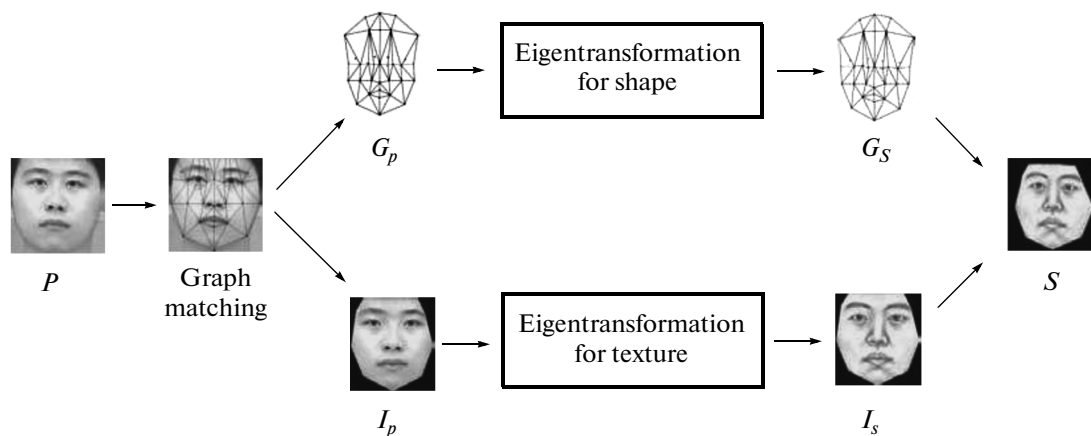 Eigentransformation
for shape
G_p
G_S
P
Graph
matching
S
Eigentransformation
for texture
I_p
I_s